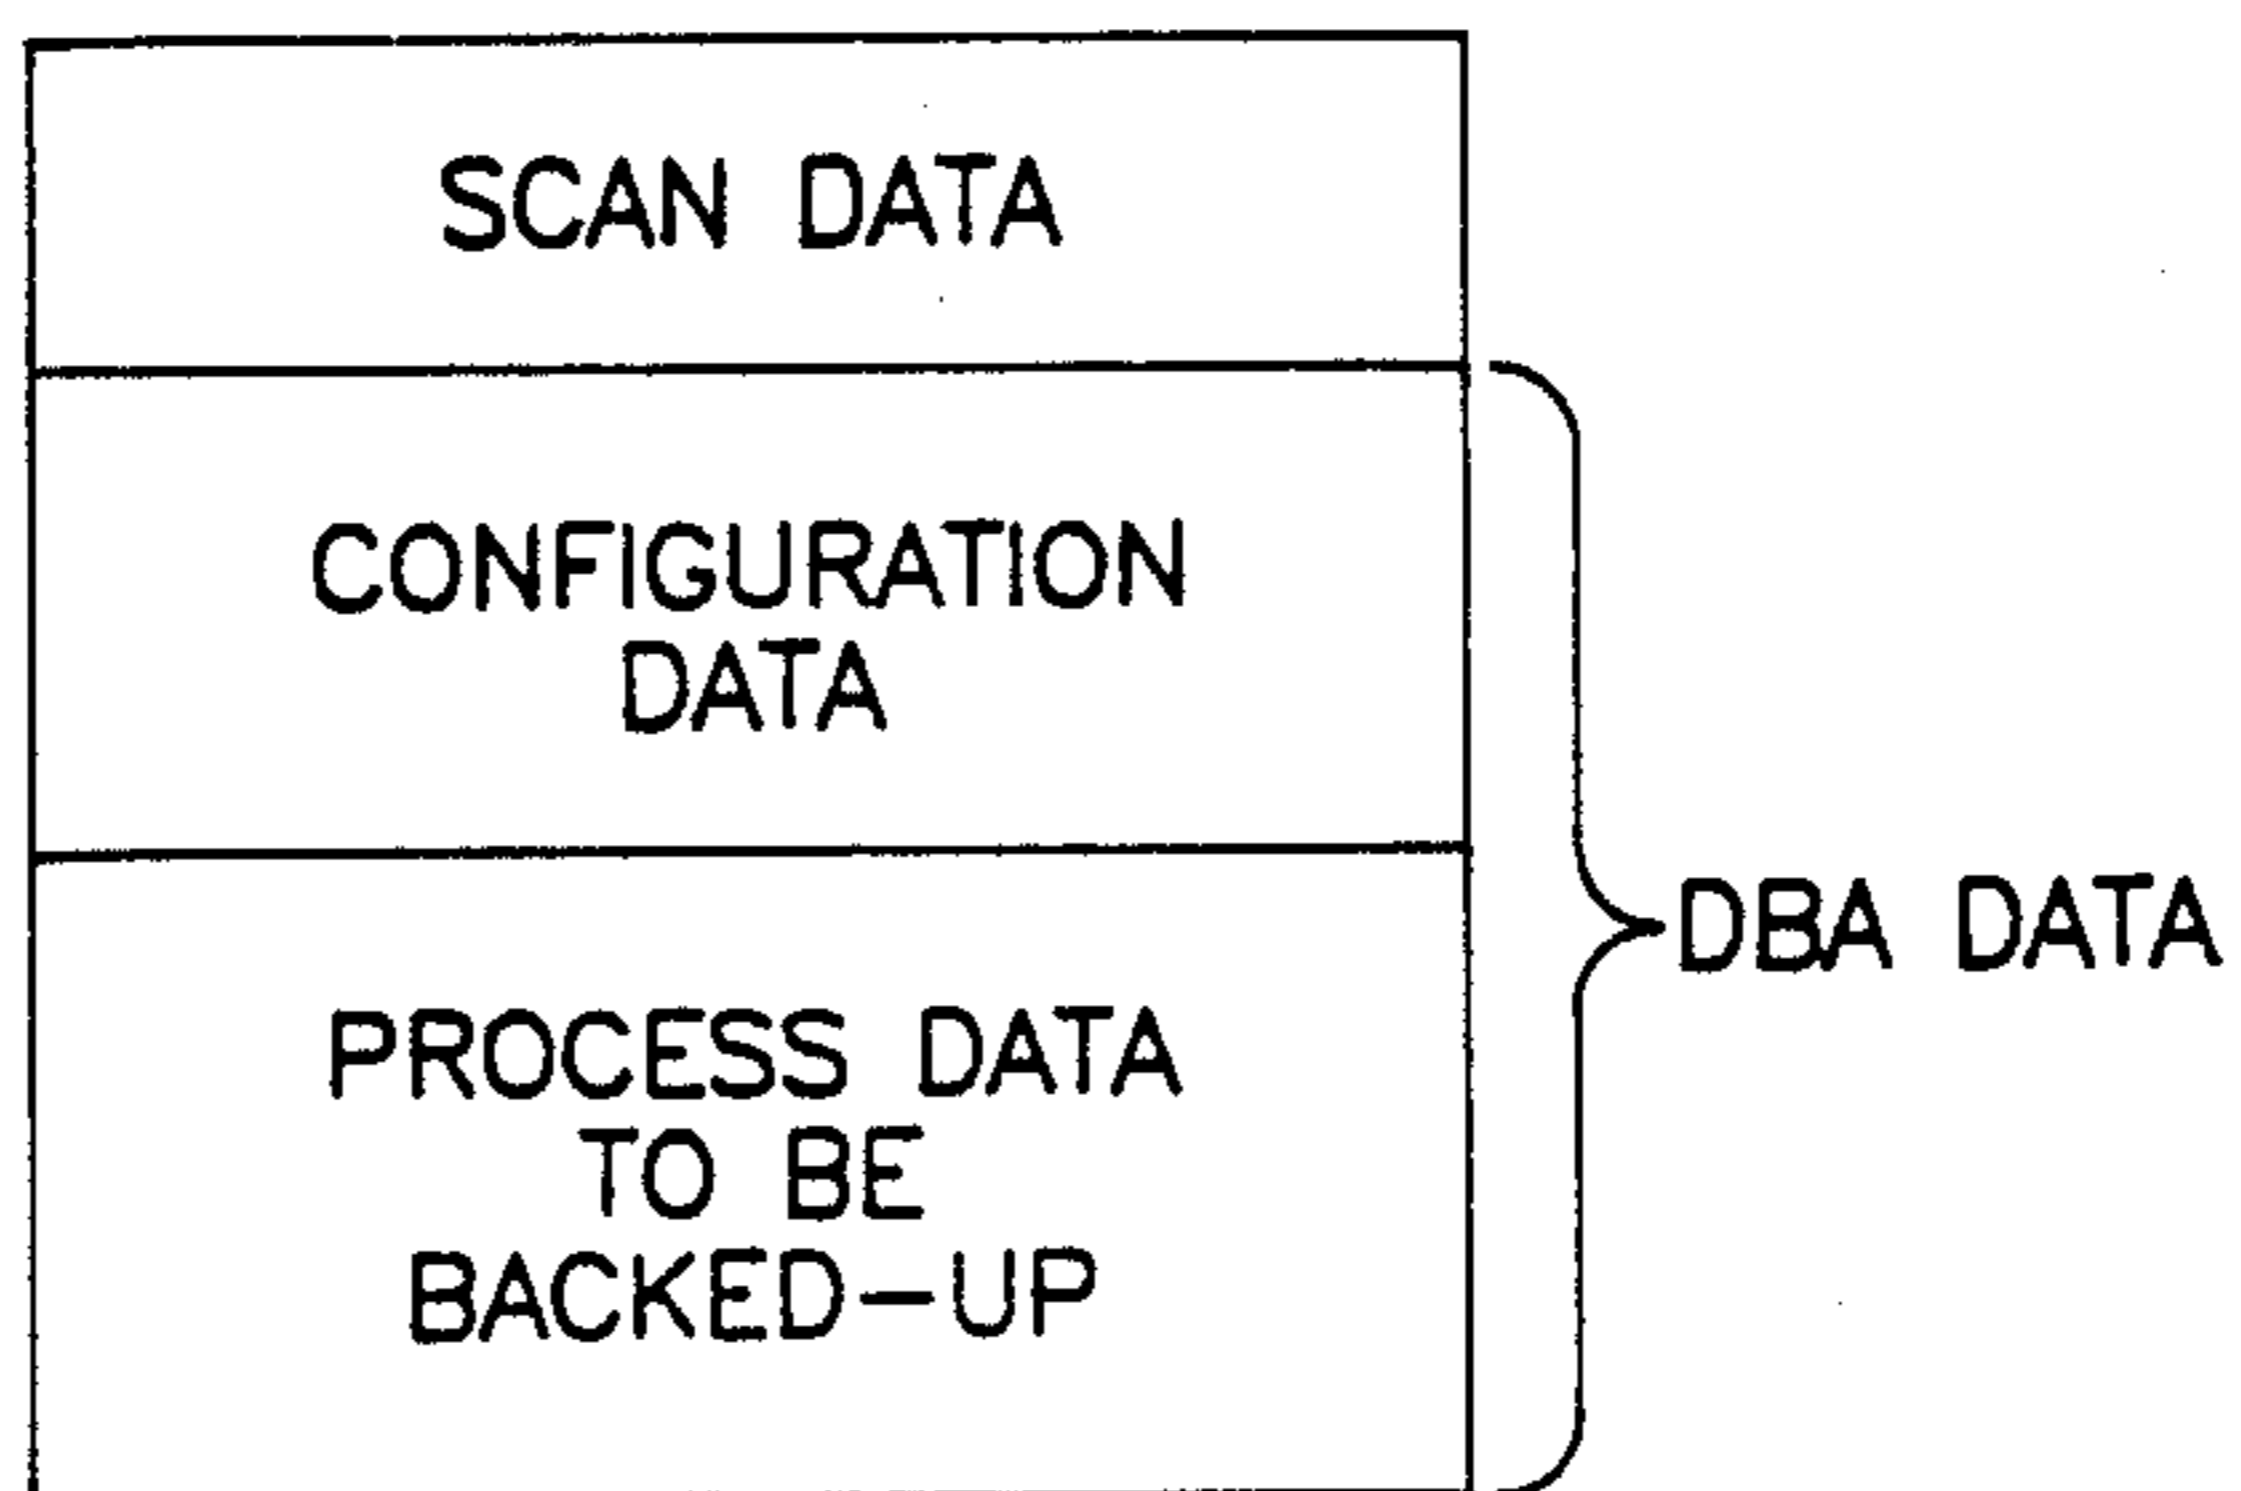 SCAN DATA
CONFIGURATION
DATA
DBA DATA
PROCESS DATA
TO BE
BACKED-UP